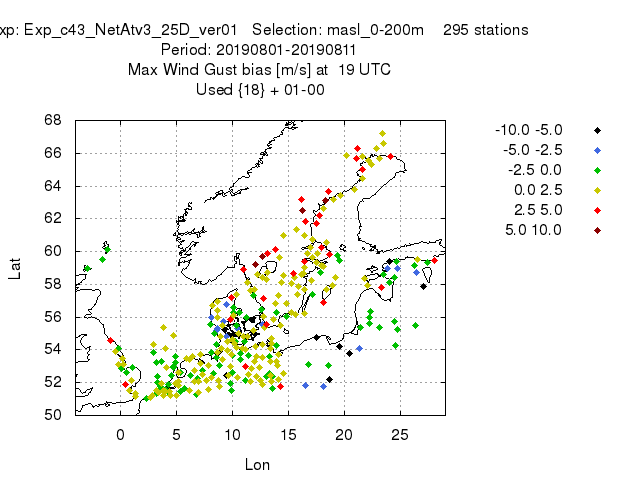 xp: Exp_c43_NetAtv3_25D_ver01 Selection: masl_0-200m 295 stations
Period: 20190801-20190811
Max Wind Gust bias [m/s] at 19 UTC
Used {18} + 01-00
68
66
64
62
60
58
56
54
52
50
Lat
0 5 10 15 20 25
Lon
-10.0 -5.0
-5.0 -2.5
-2.5 0.0
0.0 2.5
2.5 5.0
5.0 10.0